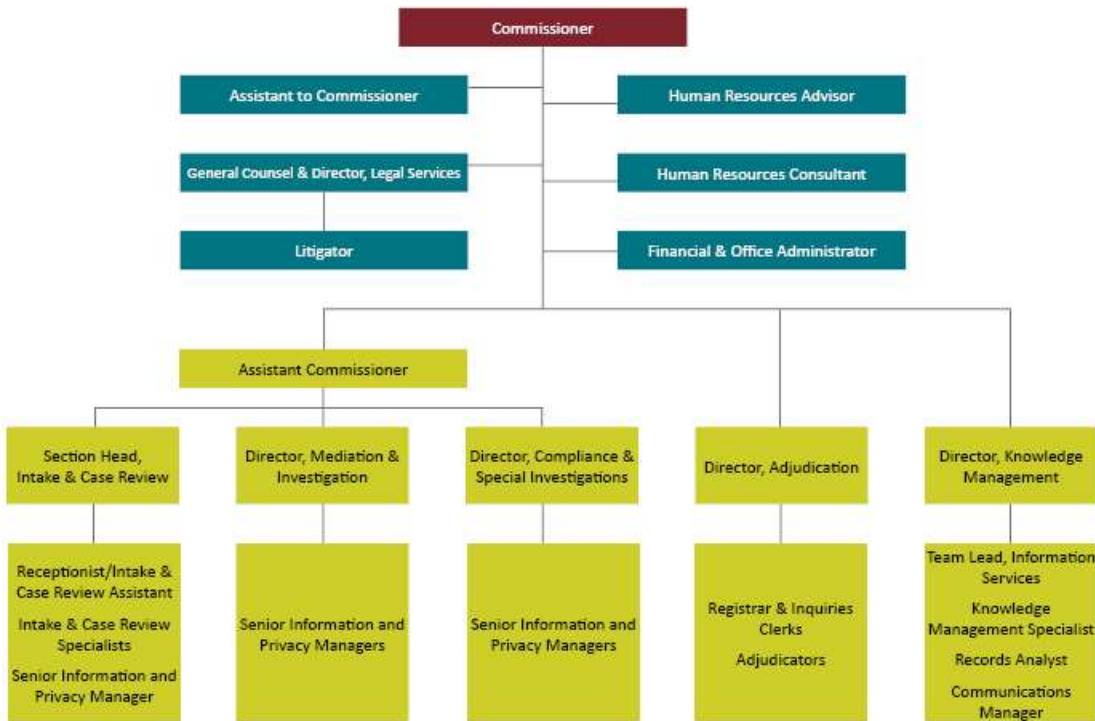 Commissioner
Assistant to Commissioner
Human Resources Advisor
General Counsel & Director, Legal Services
Human Resources Consultant
Litigator
Financial & Office Administrator
Assistant Commissioner
Section Head,
Intake & Case Review
Director, Mediation &
Investigation
Director, Compliance &
Special Investigations
Director, Adjudication
Director, Knowledge
Management
Receptionist/Intake &
Case Review Assistant
Intake & Case Review
Specialists
Senior Information and
Privacy Manager
Senior Information and
Privacy Managers
Senior Information and
Privacy Managers
Registrar & Inquiries
Clerks
Adjudicators
Team Lead, Information
Services
Knowledge
Management Specialist
Records Analyst
Communications
Manager